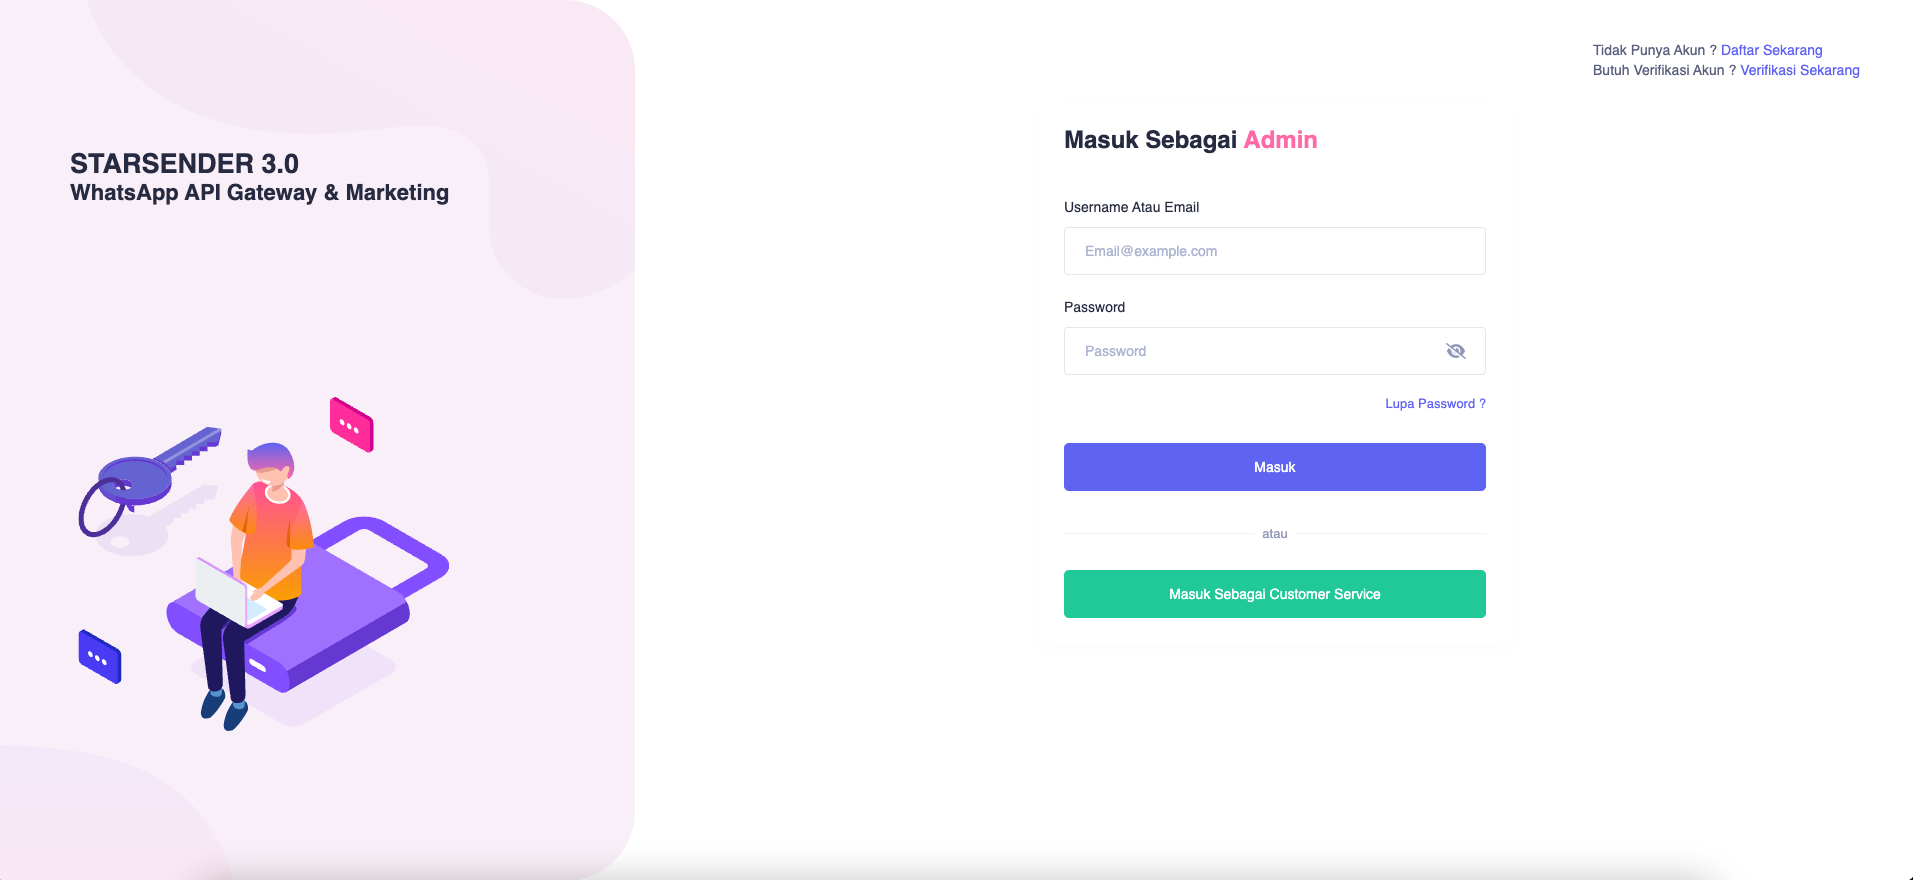 Tidak Punya Akun ? Daftar Sekarang
Butuh Verifikasi Akun ? Verifikasi Sekarang
STARSENDER 3.0
WhatsApp API Gateway & Marketing
Masuk Sebagai Admin
Username Atau Email
Email@example.com
Password
Password
Lupa Password ?
Masuk
atau
Masuk Sebagai Customer Service